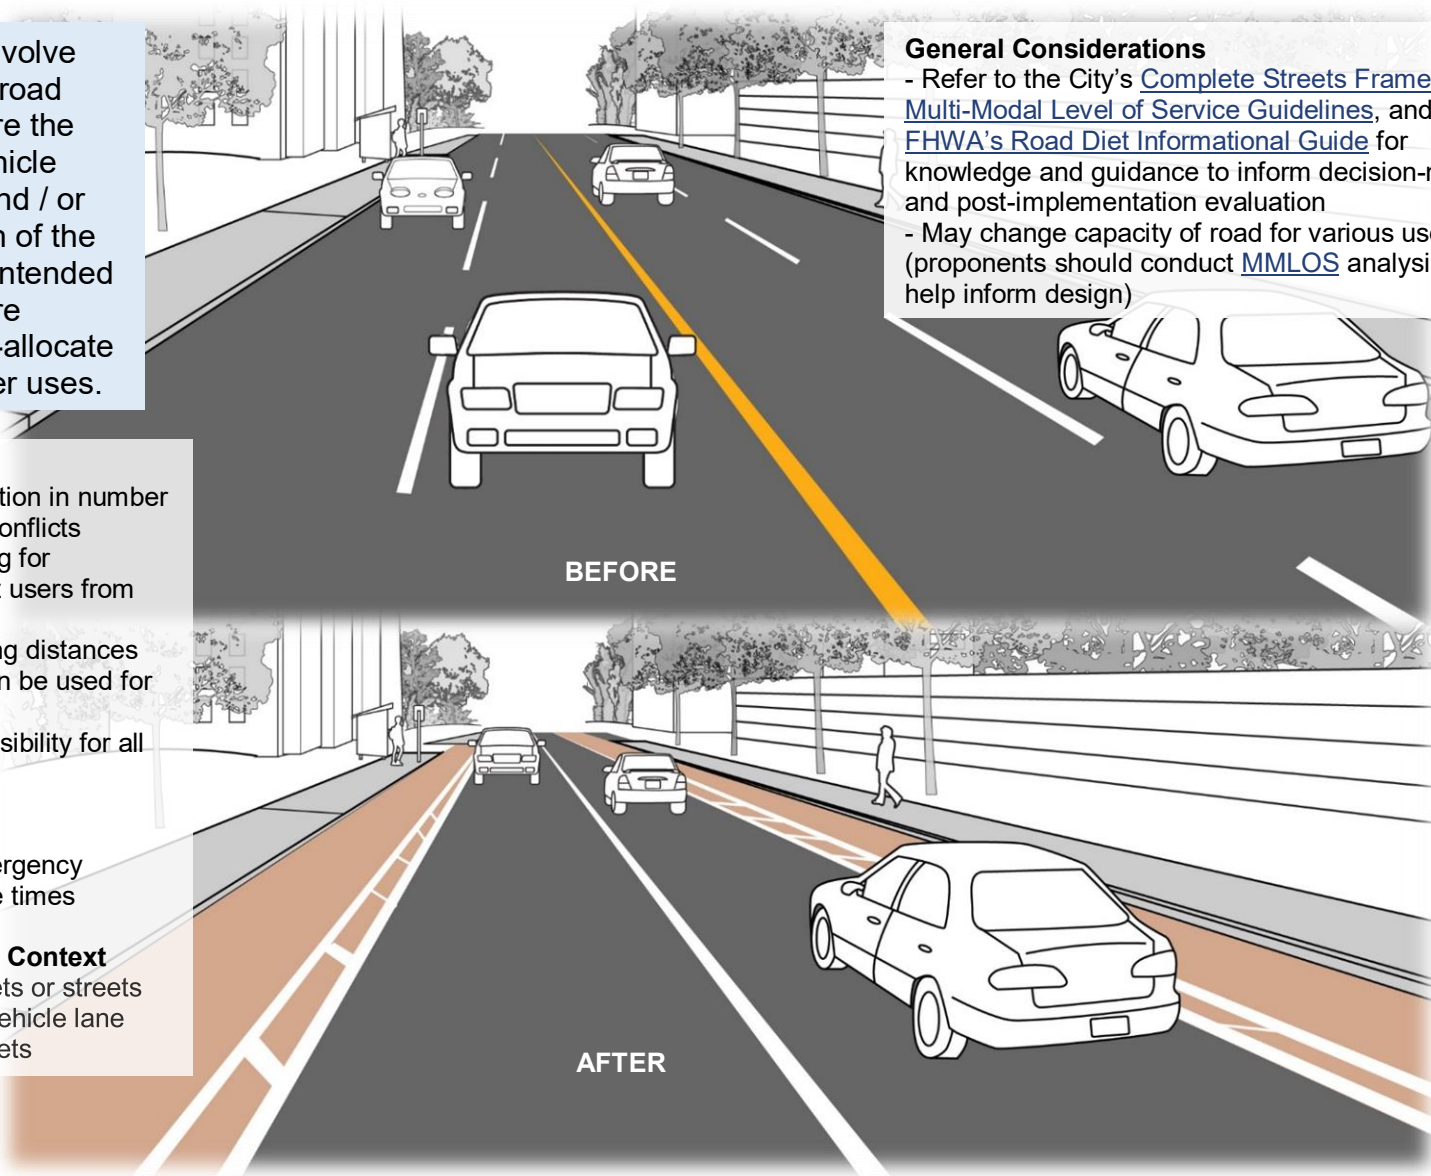 volve
road
re the
hicle
nd / or
n of the
ntended
re
-allocate
er uses.
General Considerations
- Refer to the City's Complete Streets Frame
Multi-Modal Level of Service Guidelines, and
FHWA's Road Diet Informational Guide for
knowledge and guidance to inform decision-
and post-implementation evaluation
- May change capacity of road for various us
(proponents should conduct MMLOS analysi
help inform design)
tion in number
onflicts
g for
t users from
ng distances
n be used for
sibility for all
ergency
e times
Context
ets or streets
ehicle lane
ets
BEFORE
AFTER